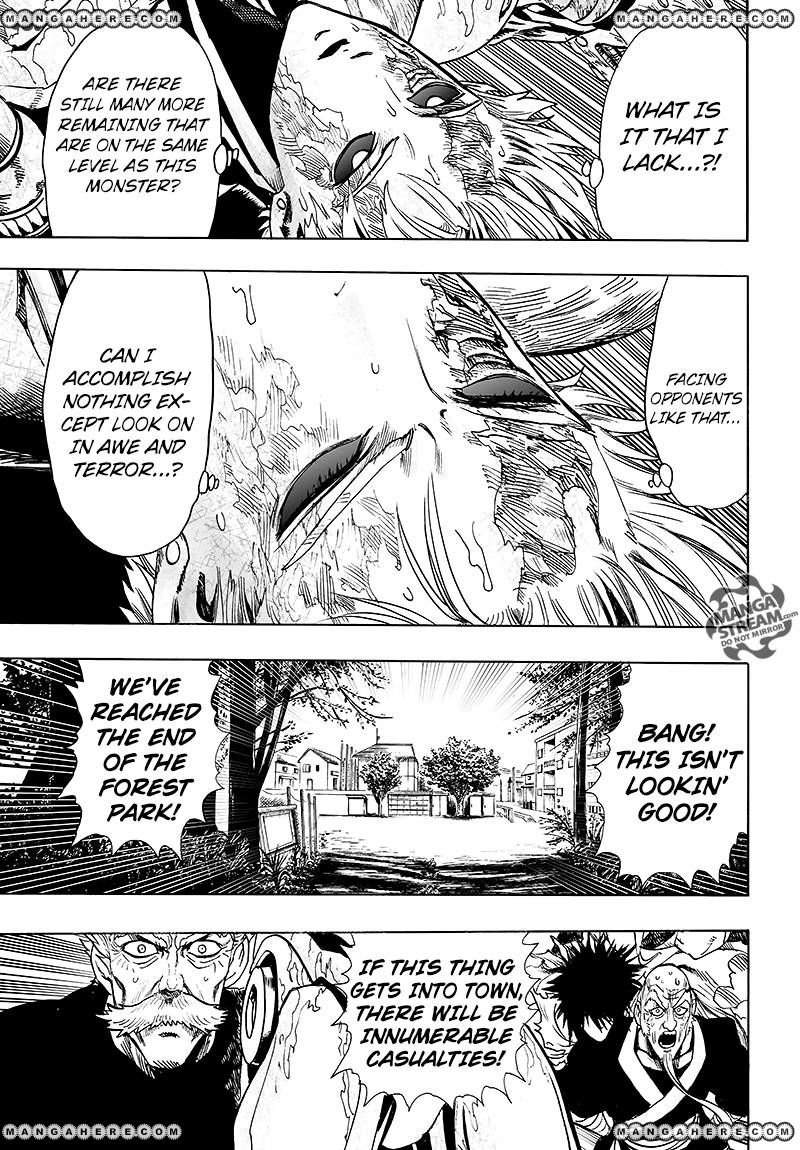 MANGAHERE.COM
MANGAHERE.COM
WHAT IS
IT THAT I
LACK...?!
ARE THERE
STILL MANY MORE
REMAINING THAT
ARE ON THE SAME
LEVEL AS THIS
MONSTER?
FACING
OPPONENTS
LIKE THAT...
CAN I
ACCOMPLISH
NOTHING EX-
CEPT LOOK ON
IN AWE AND
TERROR...?
MANGA
STREAM.com
DO NOT MIRROR
BANG!
THIS ISN'T
LOOKIN'
GOOD!
WE'VE
REACHED
THE END
OF THE
FOREST
PARK!
IF THIS THING
GETS INTO TOWN,
THERE WILL BE
INNUMERABLE
CASUALTIES!
MANGAHERE.COM
MANGAHERE.COM